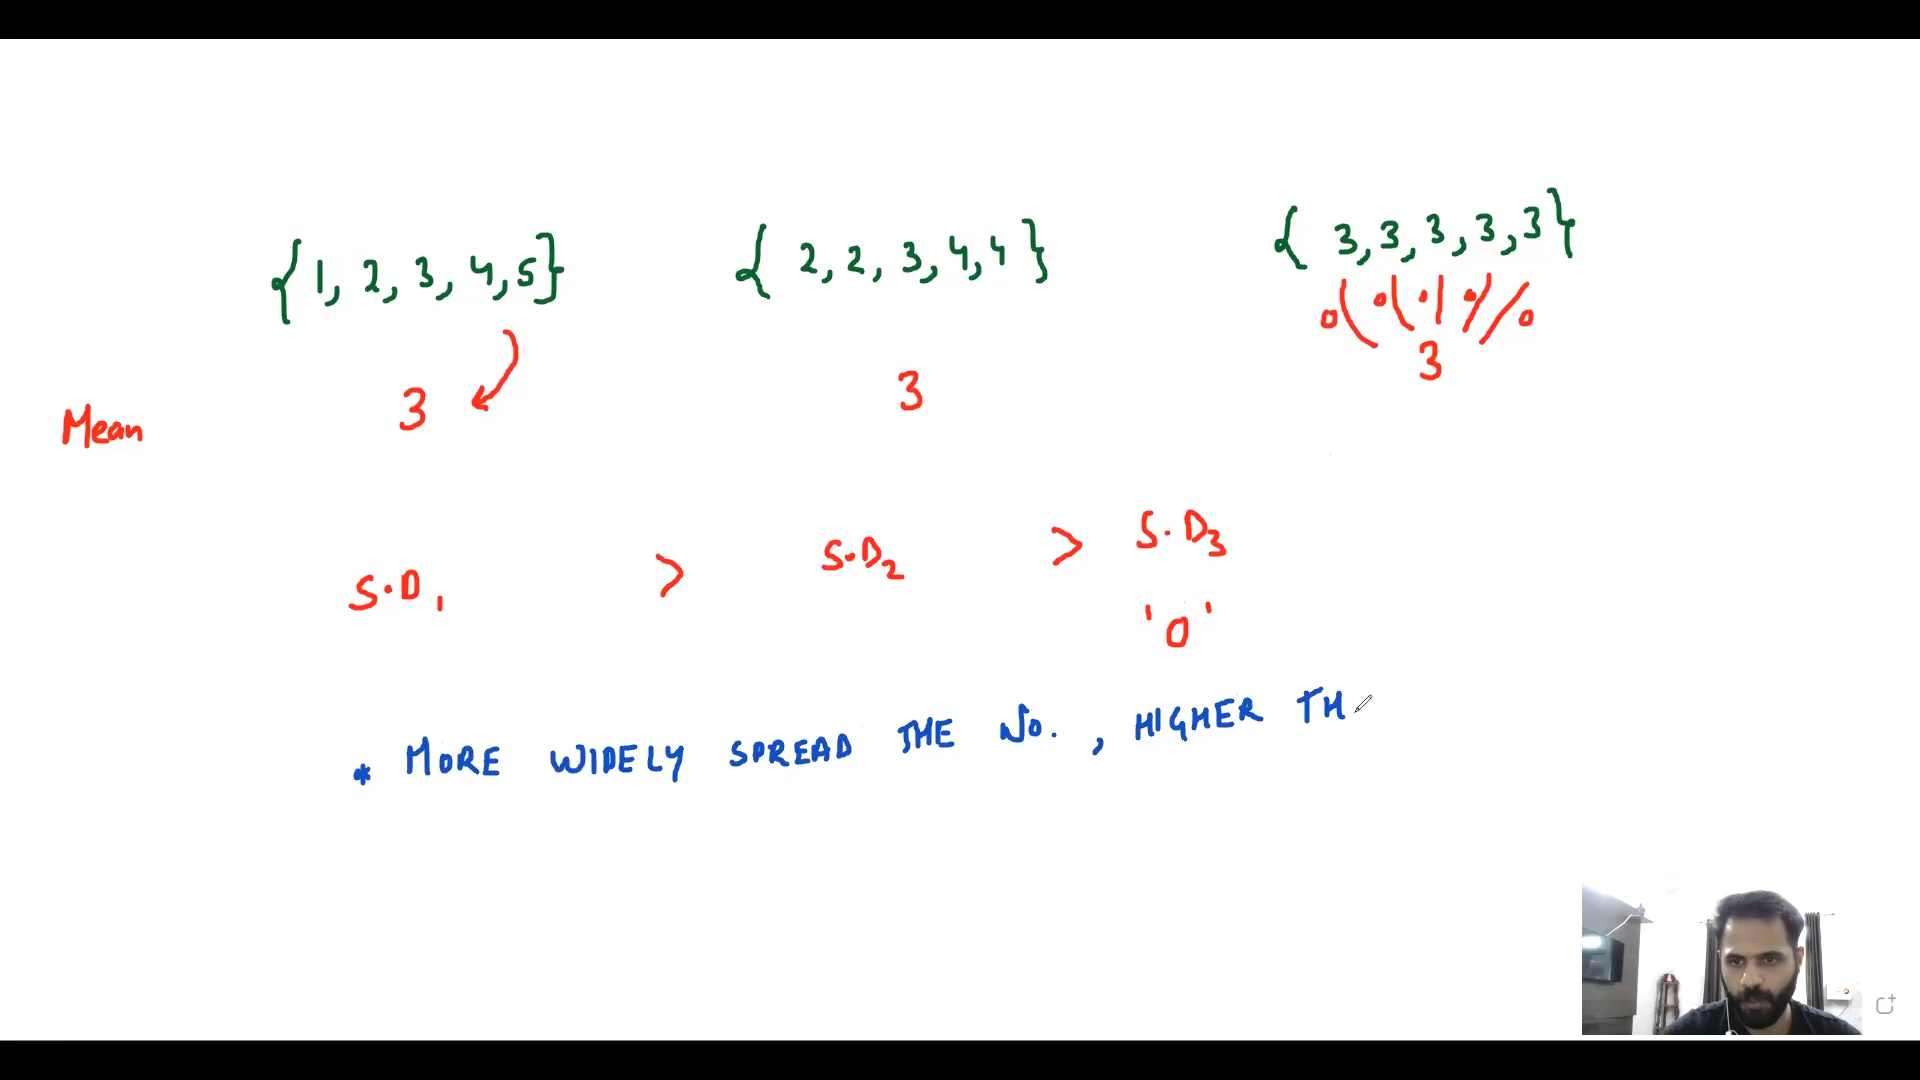 {1, 2, 3, 4, 5} { 2, 2, 3, 4, 4 } { 3, 3, 3, 3, 3 }
0 0 0 0 0
Mean 3 3 3
S.D1 > S.D2 > S.D3
'0'
* MORE WIDELY SPREAD THE No. , HIGHER TH